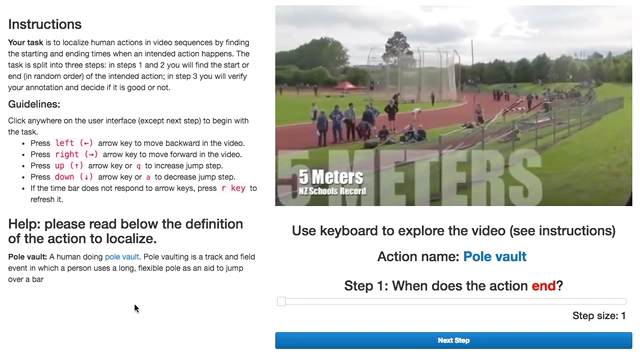 Instructions
Your task is to localize human actions in video sequences by finding
the starting and ending times when an intended action happens. The
task is split into three steps: in steps 1 and 2 you will find the start or
end (in random order) of the intended action; in step 3 you will verify
your annotation and decide if it is good or not.
Guidelines:
Click anywhere on the user interface (except next step) to begin with
the task.
• Press left (←) arrow key to move backward in the video.
• Press right (→) arrow key to move forward in the video.
• Press up (↑) arrow key or q to increase jump step.
• Press down (↓) arrow key or a to decrease jump step.
• If the time bar does not respond to arrow keys, press r key to
refresh it.
Help: please read below the definition
of the action to localize.
Pole vault: A human doing pole vault. Pole vaulting is a track and field
event in which a person uses a long, flexible pole as an aid to jump
over a bar
5 METERS
5 Meters
NZ Schools Record
Use keyboard to explore the video (see instructions)
Action name: Pole vault
Step 1: When does the action end?
Step size: 1
Next Step